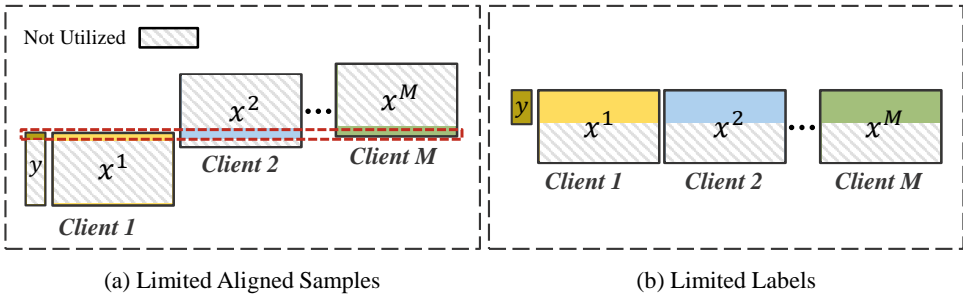 Not Utilized
y
x^1
Client 1
x^2
Client 2
...
x^M
Client M
(a) Limited Aligned Samples
y
x^1
Client 1
x^2
Client 2
...
x^M
Client M
(b) Limited Labels